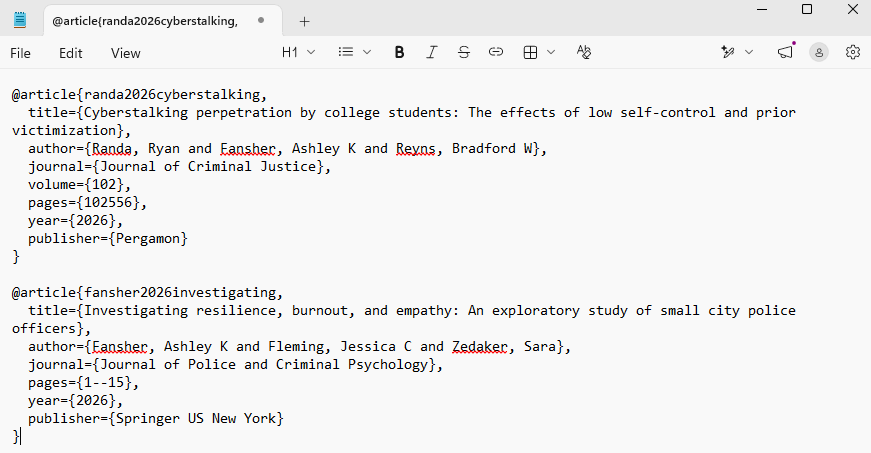 @article{randa2026cyberstalking,
File Edit View H1 B I S
@article{randa2026cyberstalking,
  title={Cyberstalking perpetration by college students: The effects of low self-control and prior
victimization},
  author={Randa, Ryan and Fansher, Ashley K and Reyns, Bradford W},
  journal={Journal of Criminal Justice},
  volume={102},
  pages={102556},
  year={2026},
  publisher={Pergamon}
}

@article{fansher2026investigating,
  title={Investigating resilience, burnout, and empathy: An exploratory study of small city police
officers},
  author={Fansher, Ashley K and Fleming, Jessica C and Zedaker, Sara},
  journal={Journal of Police and Criminal Psychology},
  pages={1--15},
  year={2026},
  publisher={Springer US New York}
}